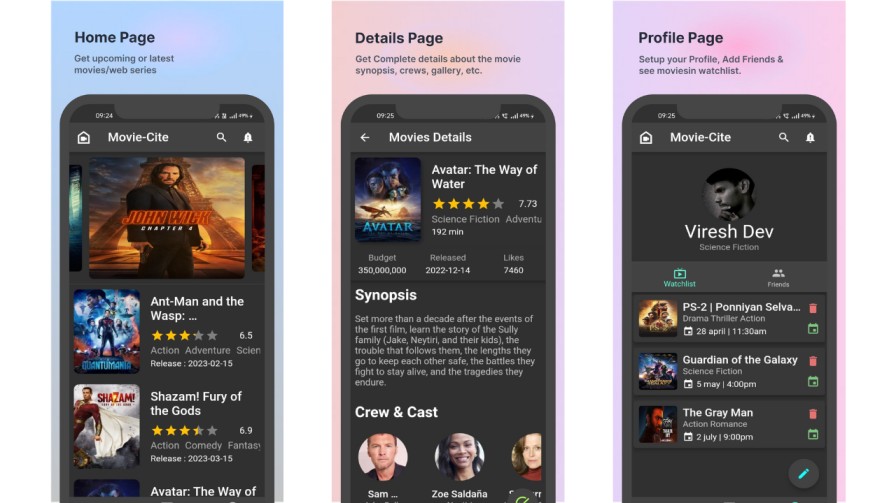 Home Page
Get upcoming or latest
movies/web series
09:24
49%
Movie-Cite
JOHN WICK
CHAPTER 4
Ant-Man and the
Wasp: ...
6.5
Action Adventure Scien
Release : 2023-02-15
QUANTUMANIA
SHAZAM!
Shazam! Fury of
the Gods
6.9
Action Comedy Fantasy
Release : 2023-03-15
Avatar: The Way of
Details Page
Get Complete details about the movie
synopsis, crews, gallery, etc.
09:25
49%
Movies Details
AVATAR
Avatar: The Way of
Water
7.73
Science Fiction Adventu
192 min
Budget Released Likes
350,000,000 2022-12-14 7460
Synopsis
Set more than a decade after the events of
the first film, learn the story of the Sully
family (Jake, Neytiri, and their kids), the
trouble that follows them, the lengths they
go to keep each other safe, the battles they
fight to stay alive, and the tragedies they
endure.
Crew & Cast
Sam ... Zoe Saldaña
Profile Page
Setup your Profile, Add Friends &
see moviesin watchlist.
09:25
49%
Movie-Cite
Viresh Dev
Science Fiction
Watchlist Friends
PS-2 | Ponniyan Selva...
Drama Thriller Action
28 april | 11:30am
Guardian of the Galaxy
Science Fiction
5 may | 4:00pm
The Gray Man
Action Romance
2 july | 9:00pm